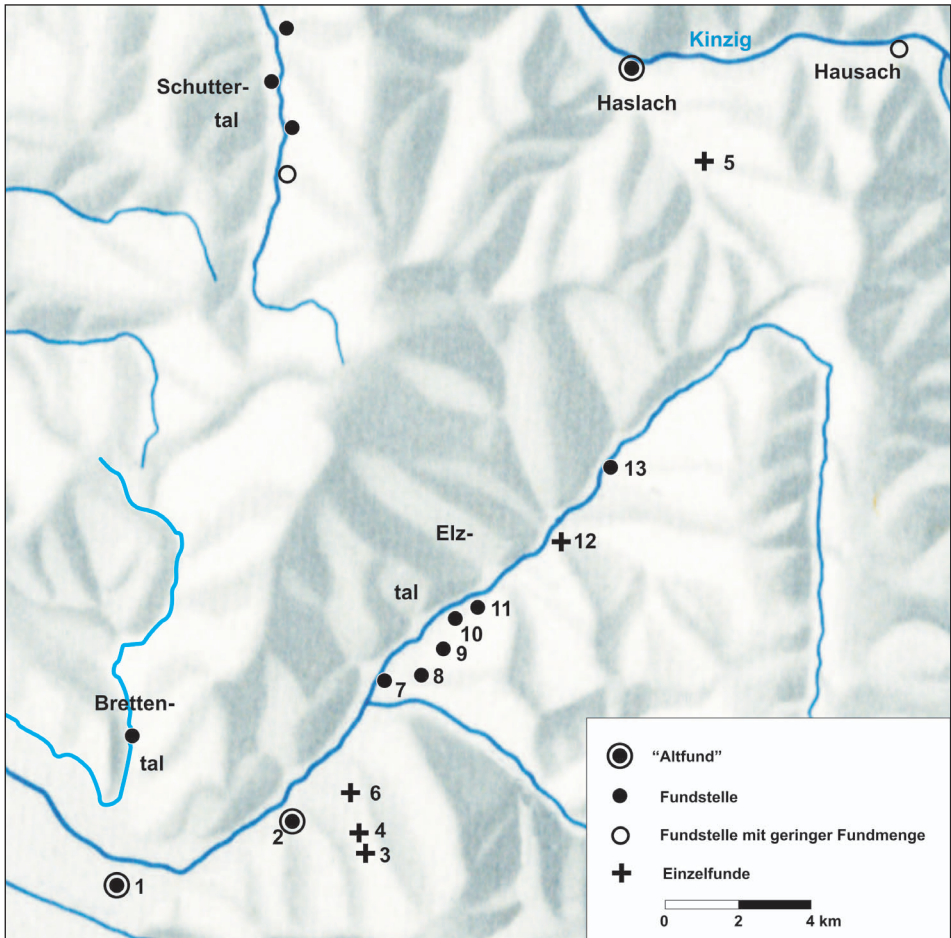 Kinzig
Hausach
Schutter-
tal
Haslach
5
13
Elz-
12
tal
11
10
9
8
7
Bretten-
tal
6
2
4
3
1
"Altfund"
Fundstelle
Fundstelle mit geringer Fundmenge
Einzelfunde
0 2 4 km